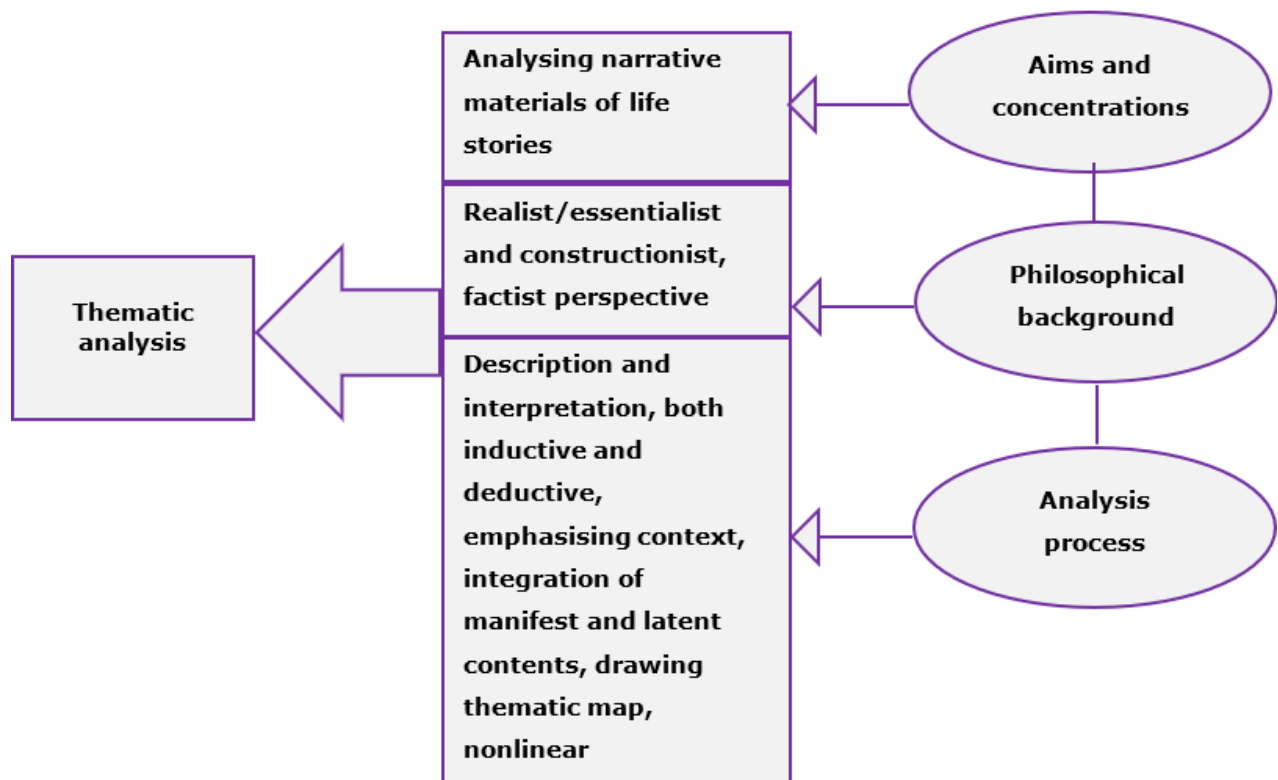 Analysing narrative
materials of life
stories
Aims and
concentrations
Realist/essentialist
and constructionist,
factist perspective
Philosophical
background
Thematic
analysis
Description and
interpretation, both
inductive and
deductive,
emphasising context,
integration of
manifest and latent
contents, drawing
thematic map,
nonlinear
Analysis
process